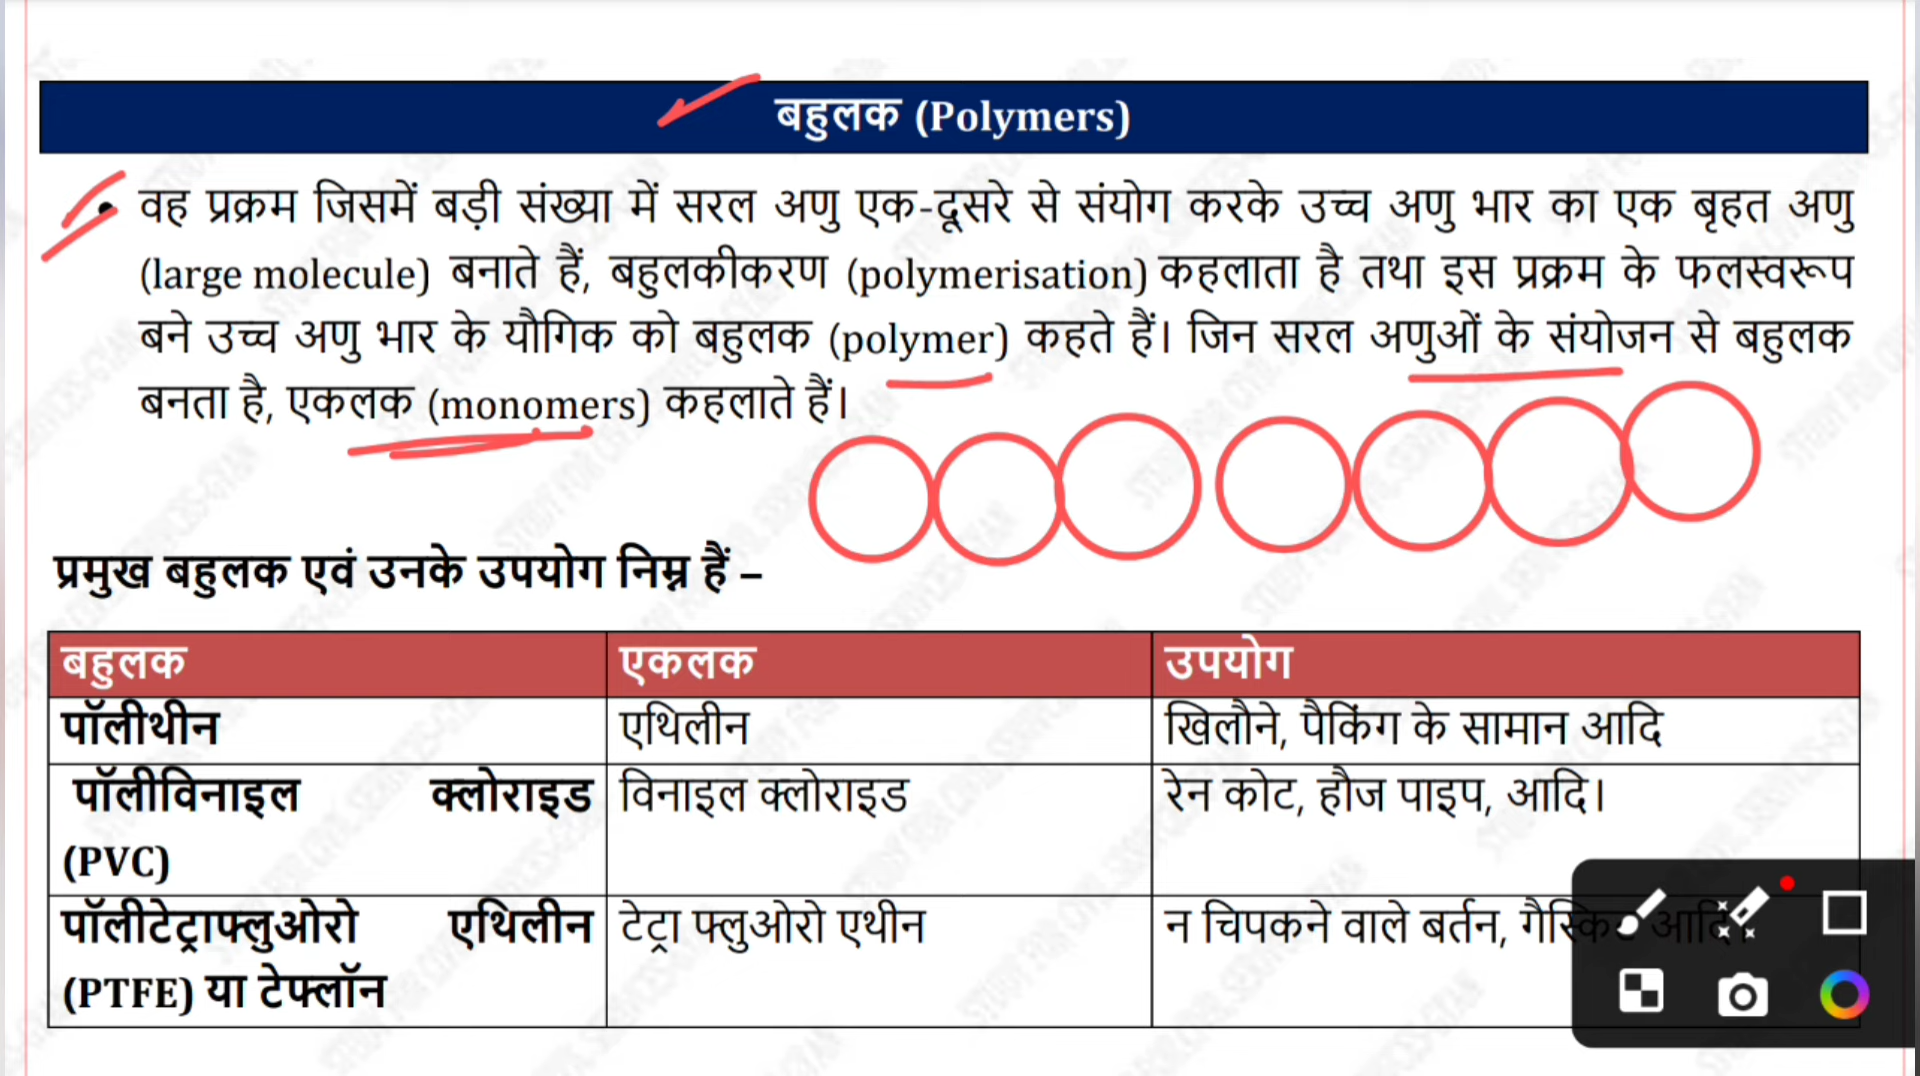 बहुलक (Polymers)
वह प्रक्रम जिसमें बड़ी संख्या में सरल अणु एक-दूसरे से संयोग करके उच्च अणु भार का एक बृहत अणु
(large molecule) बनाते हैं, बहुलकीकरण (polymerisation) कहलाता है तथा इस प्रक्रम के फलस्वरूप
बने उच्च अणु भार के यौगिक को बहुलक (polymer) कहते हैं। जिन सरल अणुओं के संयोजन से बहुलक
बनता है, एकलक (monomers) कहलाते हैं।
प्रमुख बहुलक एवं उनके उपयोग निम्न हैं –
बहुलक एकलक उपयोग
पॉलीथीन एथिलीन खिलौने, पैकिंग के सामान आदि
पॉलीविनाइल क्लोराइड विनाइल क्लोराइड रेन कोट, हौज पाइप, आदि।
(PVC)
पॉलीटेट्राफ्लुओरो एथिलीन टेट्रा फ्लुओरो एथीन न चिपकने वाले बर्तन, गैस्किट आदि।
(PTFE) या टेफ्लॉन